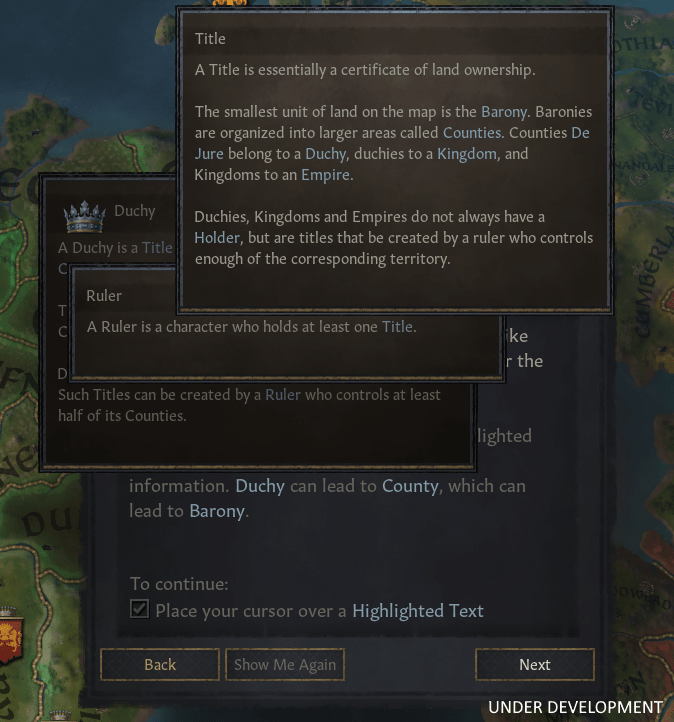 Title
A Title is essentially a certificate of land ownership.
The smallest unit of land on the map is the Barony. Baronies
are organized into larger areas called Counties. Counties De
Jure belong to a Duchy, duchies to a Kingdom, and
Kingdoms to an Empire.
Duchies, Kingdoms and Empires do not always have a
Holder, but are titles that be created by a ruler who controls
enough of the corresponding territory.
Duchy
A Duchy is a Title
Ruler
A Ruler is a character who holds at least one Title.
Such Titles can be created by a Ruler who controls at least
half of its Counties.
the
information. Duchy can lead to County, which can
lead to Barony.
To continue:
Place your cursor over a Highlighted Text
Back
Show Me Again
Next
UNDER DEVELOPMENT